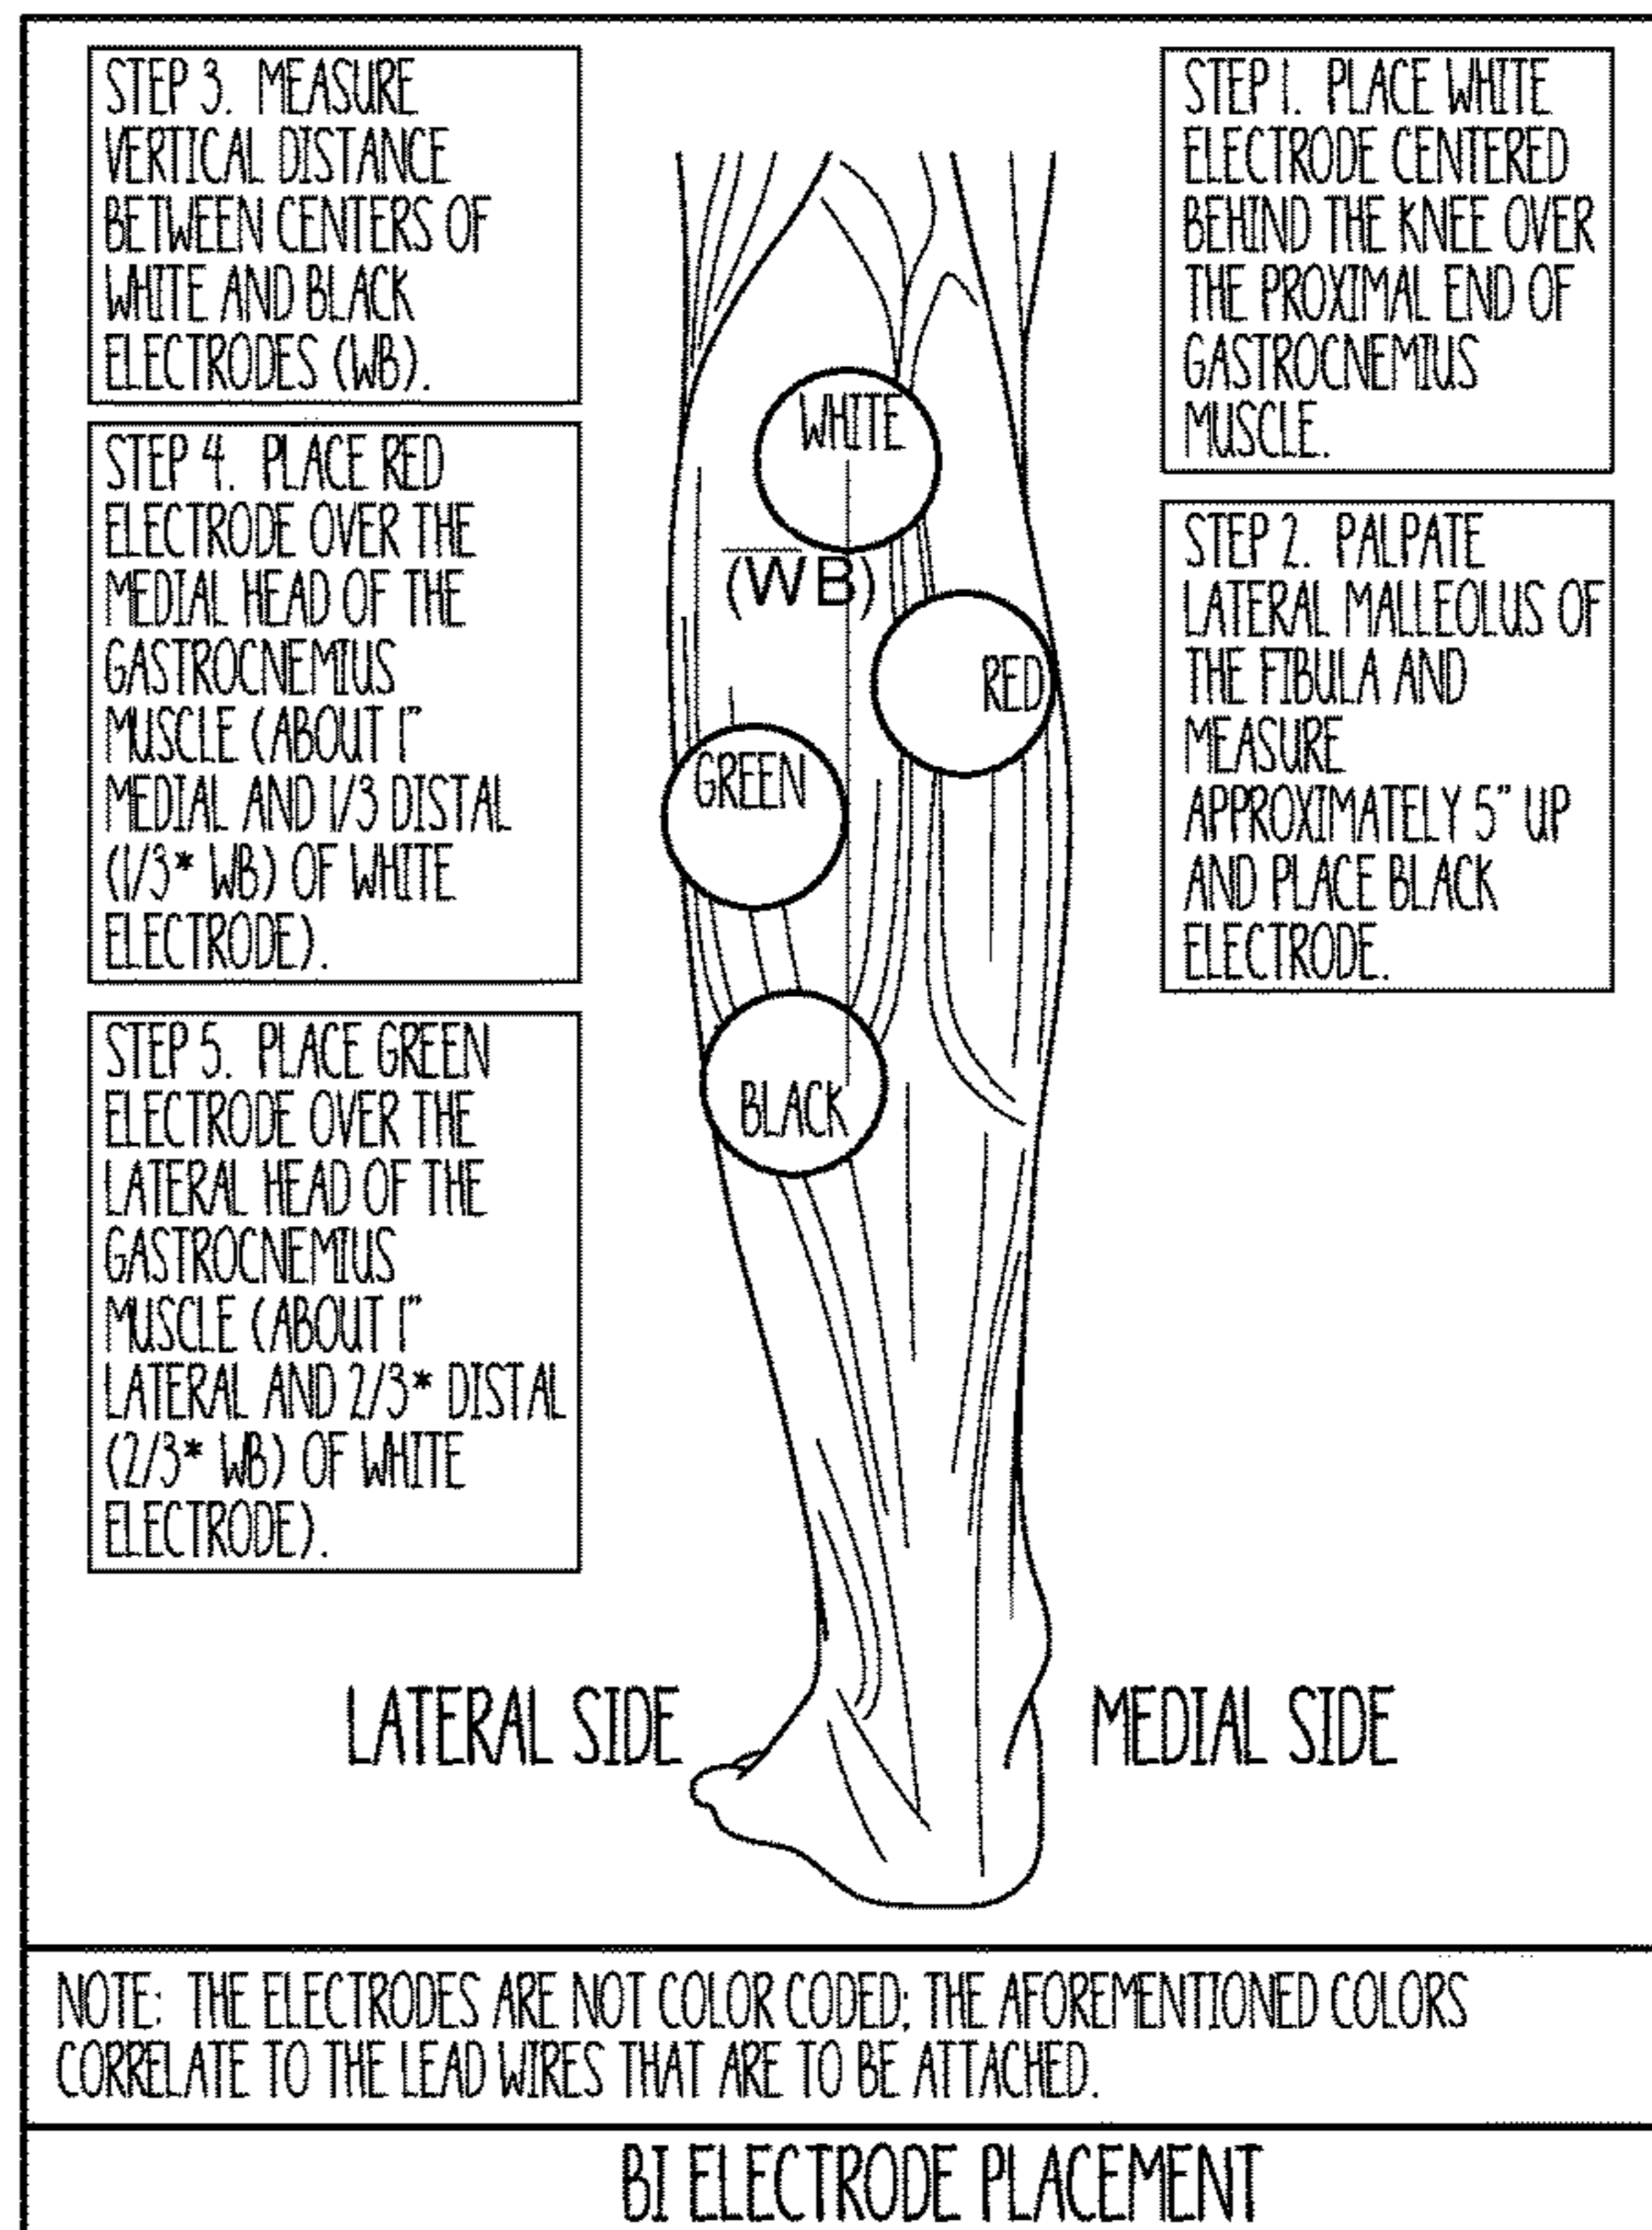 STEP 3. MEASURE
VERTICAL DISTANCE
BETWEEN CENTERS OF
WHITE AND BLACK
ELECTRODES (WB).
STEP 4. PLACE RED
ELECTRODE OVER THE
MEDIAL HEAD OF THE
GASTROCNEMIUS
MUSCLE (ABOUT 1"
MEDIAL AND 1/3 DISTAL
(1/3* WB) OF WHITE
ELECTRODE).
STEP 5. PLACE GREEN
ELECTRODE OVER THE
LATERAL HEAD OF THE
GASTROCNEMIUS
MUSCLE (ABOUT 1"
LATERAL AND 2/3* DISTAL
(2/3* WB) OF WHITE
ELECTRODE).
WHITE
(WB)
RED
GREEN
BLACK
STEP 1. PLACE WHITE
ELECTRODE CENTERED
BEHIND THE KNEE OVER
THE PROXIMAL END OF
GASTROCNEMIUS
MUSCLE.
STEP 2. PALPATE
LATERAL MALLEOLUS OF
THE FIBULA AND
MEASURE
APPROXIMATELY 5" UP
AND PLACE BLACK
ELECTRODE.
LATERAL SIDE
MEDIAL SIDE
NOTE: THE ELECTRODES ARE NOT COLOR CODED; THE AFOREMENTIONED COLORS
CORRELATE TO THE LEAD WIRES THAT ARE TO BE ATTACHED.
BI ELECTRODE PLACEMENT